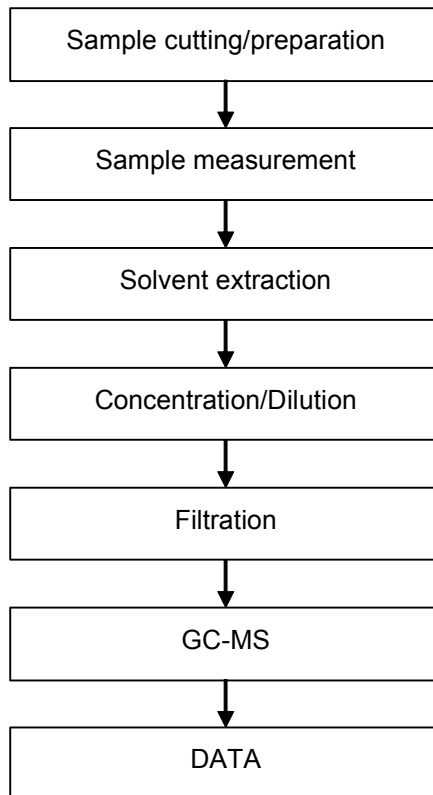 Sample cutting/preparation
Sample measurement
Solvent extraction
Concentration/Dilution
Filtration
GC-MS
DATA